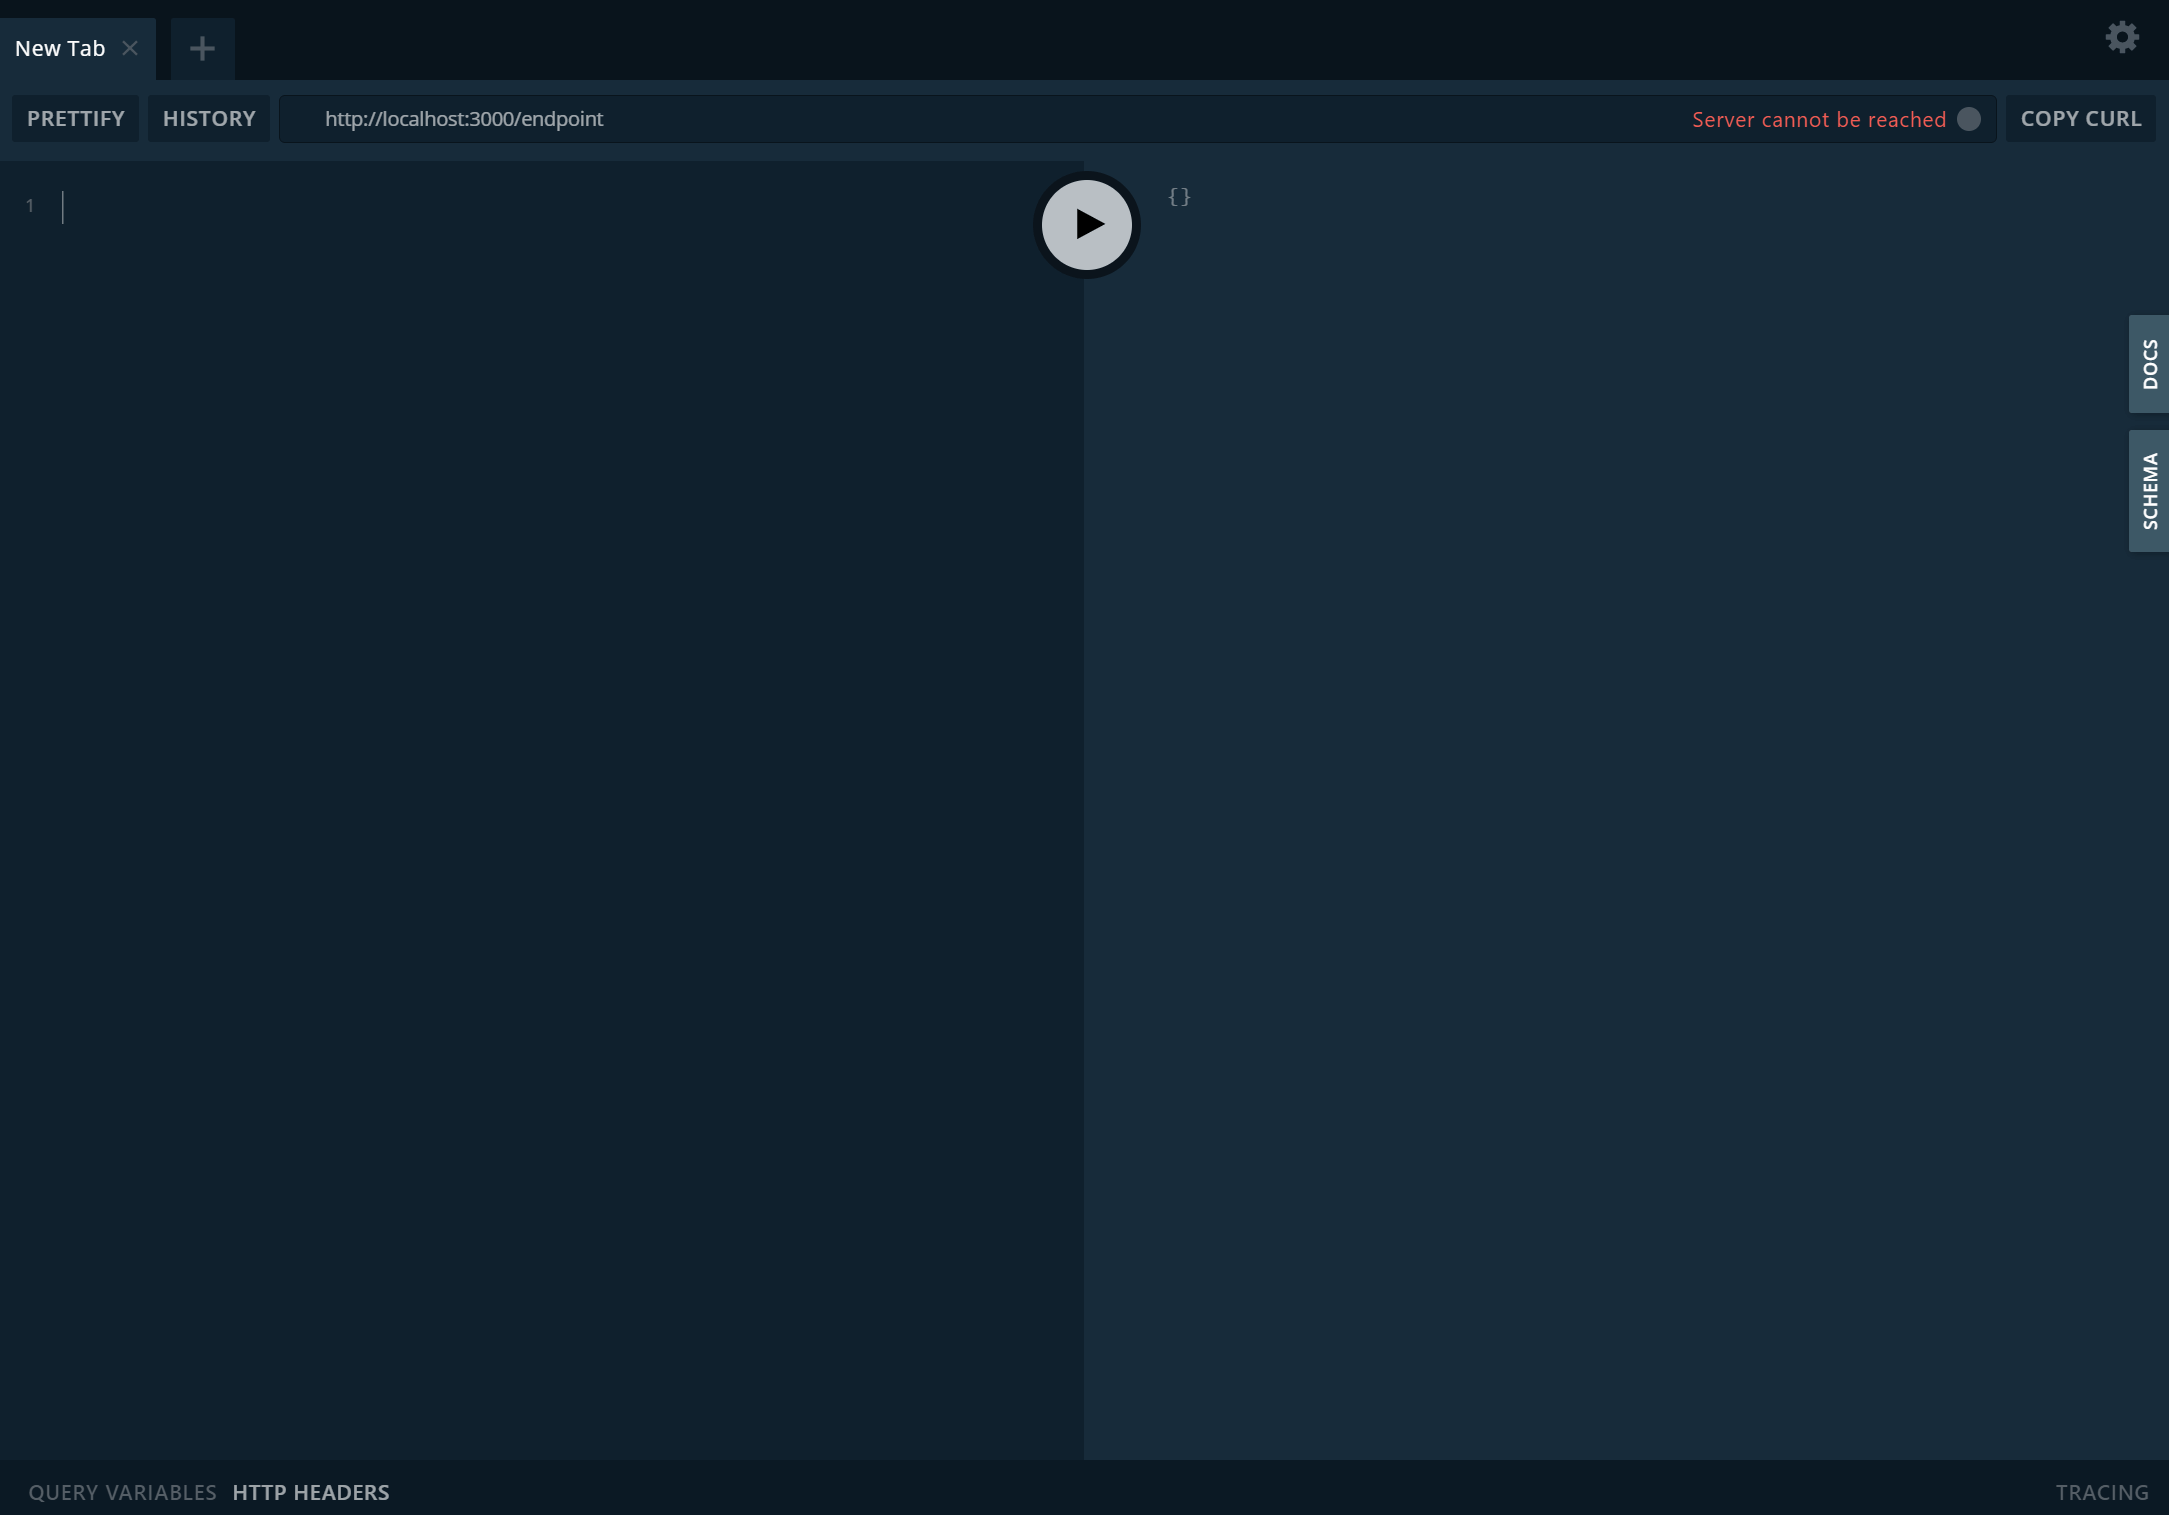 New Tab
PRETTIFY
HISTORY
http://localhost:3000/endpoint
Server cannot be reached
COPY CURL
1
{}
DOCS
SCHEMA
QUERY VARIABLES
HTTP HEADERS
TRACING